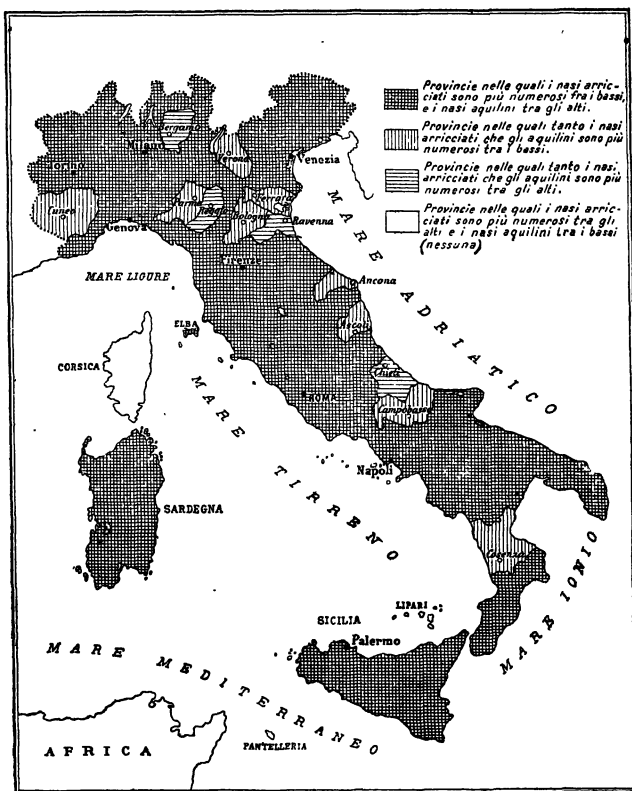 Provincie nelle quali i nasi arric-
ciati sono più numerosi fra i bassi,
e i nasi aquilini tra gli alti.
Provincie nelle quali tanto i nasi
arricciati che gli aquilini sono più
numerosi tra i bassi.
Provincie nelle quali tanto i nasi
arricciati che gli aquilini sono più
numerosi tra gli alti.
Provincie nelle quali i nasi arric-
ciati sono più numerosi tra gli
alti e i nasi aquilini tra i bassi
(nessuna)
Bergamo
Milano
Verona
Venezia
Torino
Cuneo
Genova
Parma
Reggio
Bologna
Ferrara
Ravenna
Firenze
MARE LIGURE
MARE ADRIATICO
Ancona
Ascoli
ELBA
CORSICA
Chieti
ROMA
Campobasso
MARE TIRRENO
Napoli
SARDEGNA
Cosenza
MARE IONIO
LIPARI
SICILIA
Palermo
MARE MEDITERRANEO
AFRICA
PANTELLERIA